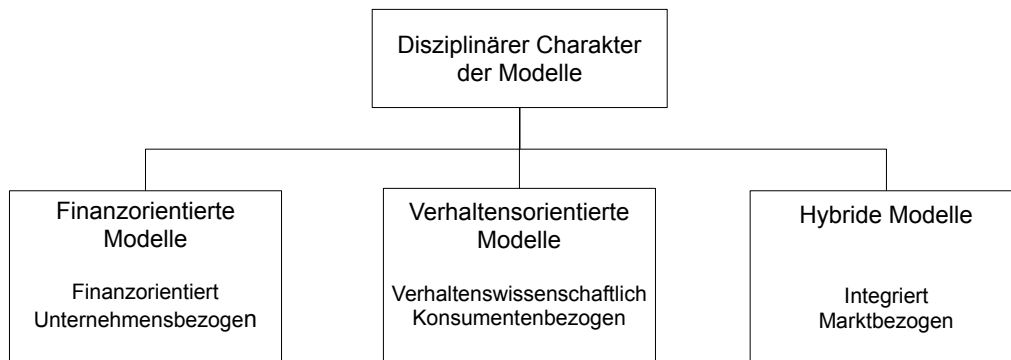 Disziplinärer Charakter
der Modelle
Finanzorientierte
Modelle
Finanzorientiert
Unternehmensbezogen
Verhaltensorientierte
Modelle
Verhaltenswissenschaftlich
Konsumentenbezogen
Hybride Modelle
Integriert
Marktbezogen